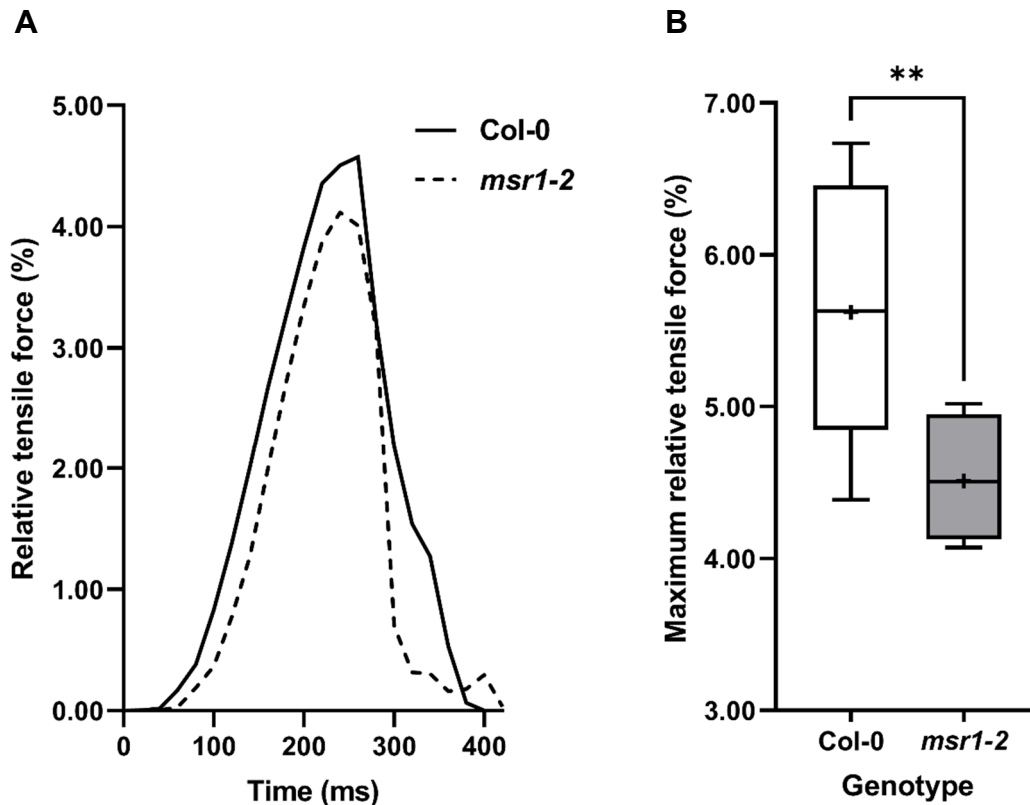 A
Relative tensile force (%)
5.00
4.00
3.00
2.00
1.00
0.00
0 100 200 300 400
Time (ms)
Col-0
msr1-2
B
Maximum relative tensile force (%)
7.00
6.00
5.00
4.00
3.00
**
Col-0 msr1-2
Genotype